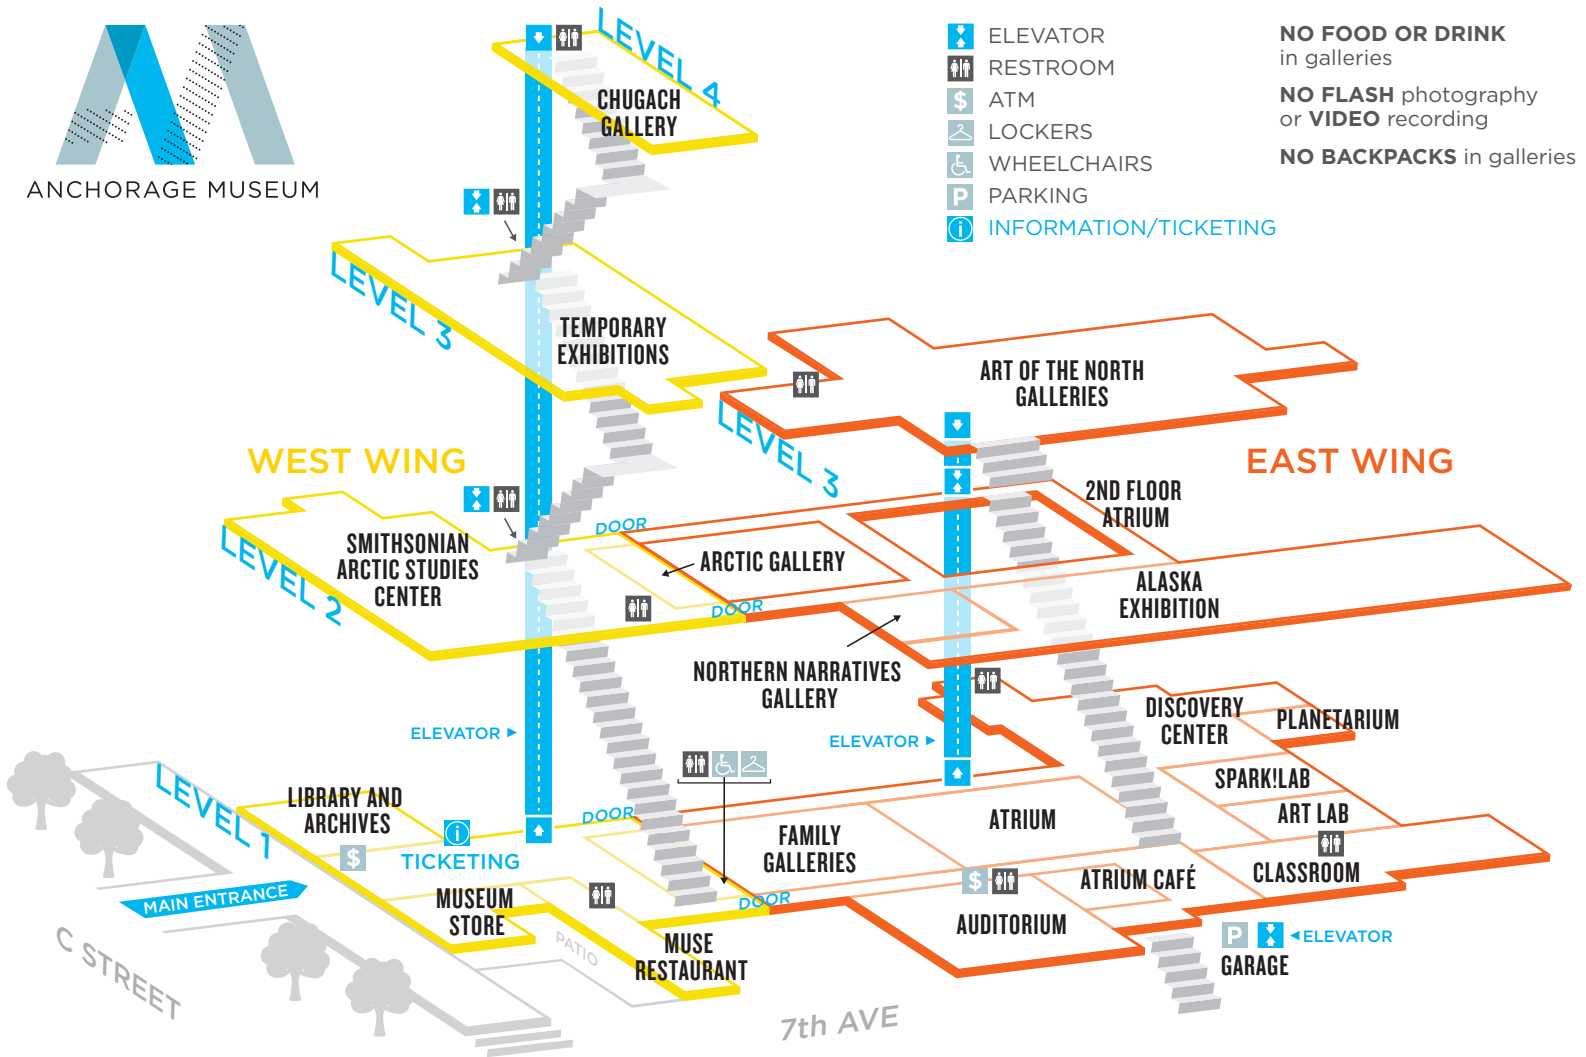 ANCHORAGE MUSEUM
ELEVATOR
RESTROOM
$ ATM
LOCKERS
WHEELCHAIRS
P PARKING
i INFORMATION/TICKETING
NO FOOD OR DRINK
in galleries
NO FLASH photography
or VIDEO recording
NO BACKPACKS in galleries
LEVEL 4
CHUGACH
GALLERY
LEVEL 3
TEMPORARY
EXHIBITIONS
ART OF THE NORTH
GALLERIES
LEVEL 3
WEST WING
EAST WING
2ND FLOOR
ATRIUM
DOOR
SMITHSONIAN
ARCTIC STUDIES
CENTER
LEVEL 2
ARCTIC GALLERY
ALASKA
EXHIBITION
DOOR
NORTHERN NARRATIVES
GALLERY
DISCOVERY
CENTER
PLANETARIUM
ELEVATOR
ELEVATOR
SPARK!LAB
ART LAB
LEVEL 1
LIBRARY AND
ARCHIVES
DOOR
i
TICKETING
$
FAMILY
GALLERIES
ATRIUM
CLASSROOM
$
ATRIUM CAFÉ
MAIN ENTRANCE
MUSEUM
STORE
DOOR
AUDITORIUM
PATIO
MUSE
RESTAURANT
P
ELEVATOR
GARAGE
C STREET
7th AVE